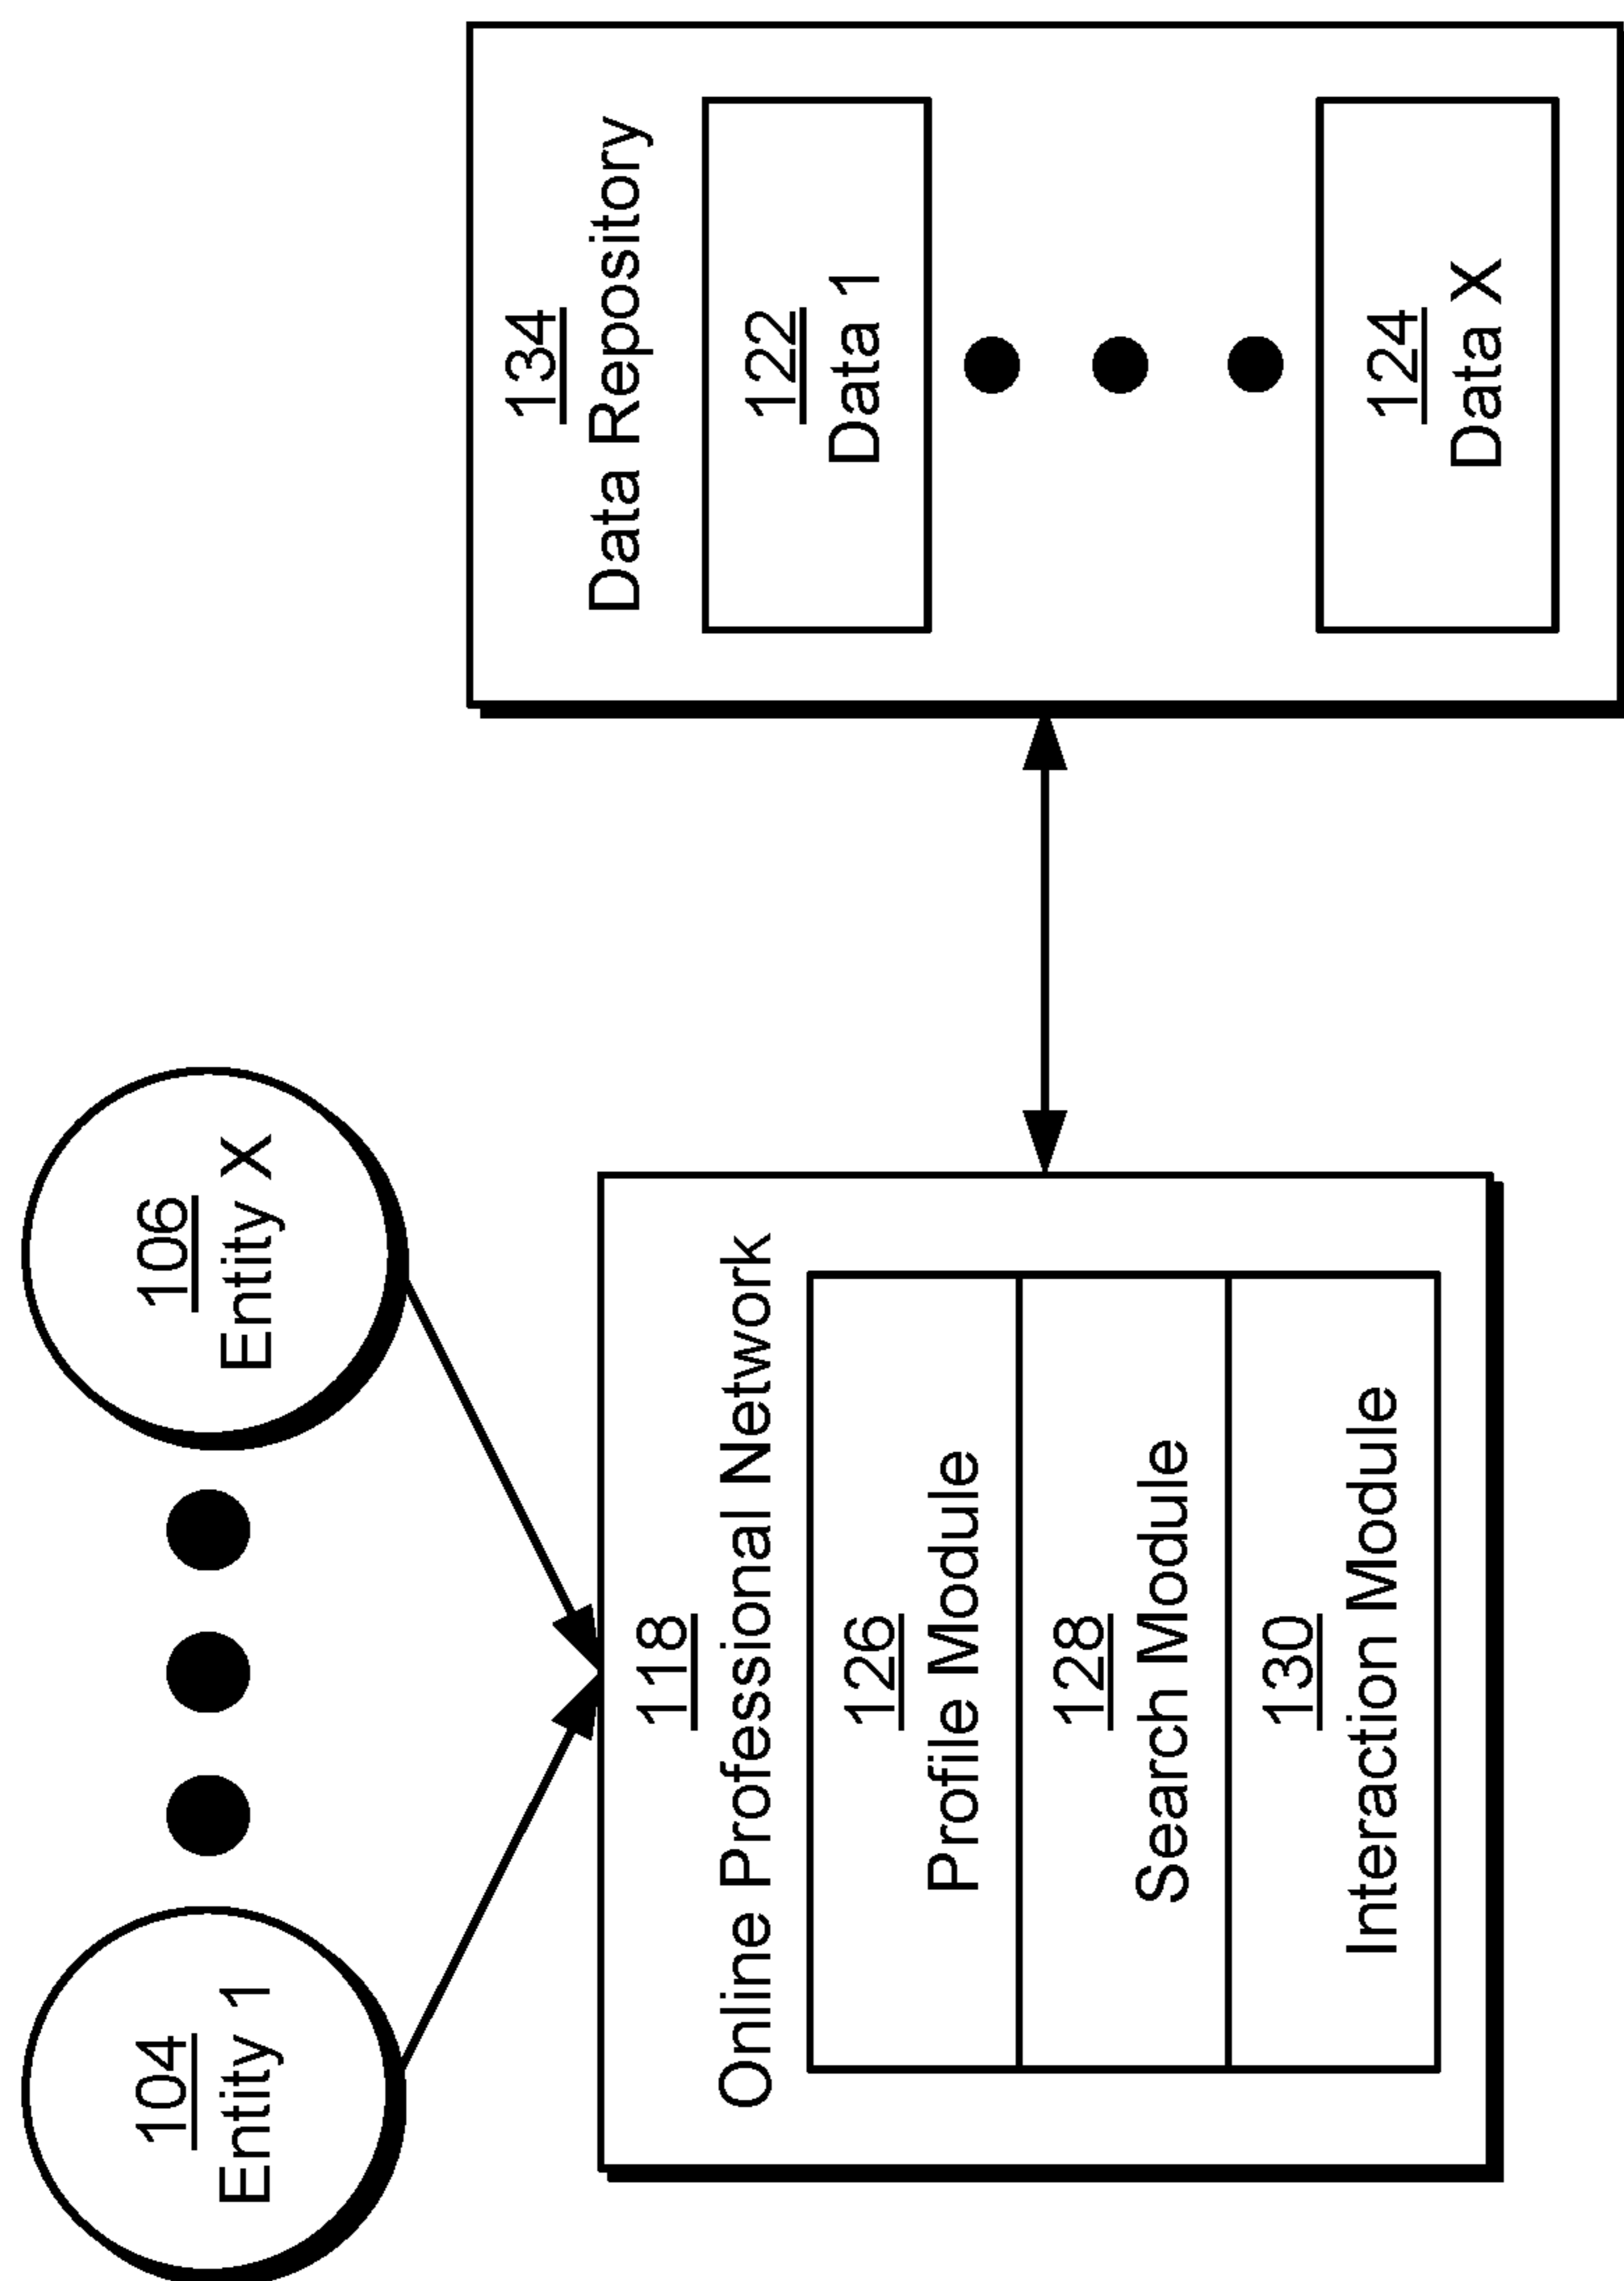 104
Entity 1
106
Entity X
118
Online Professional Network
126
Profile Module
128
Search Module
130
Interaction Module
134
Data Repository
122
Data 1
124
Data X